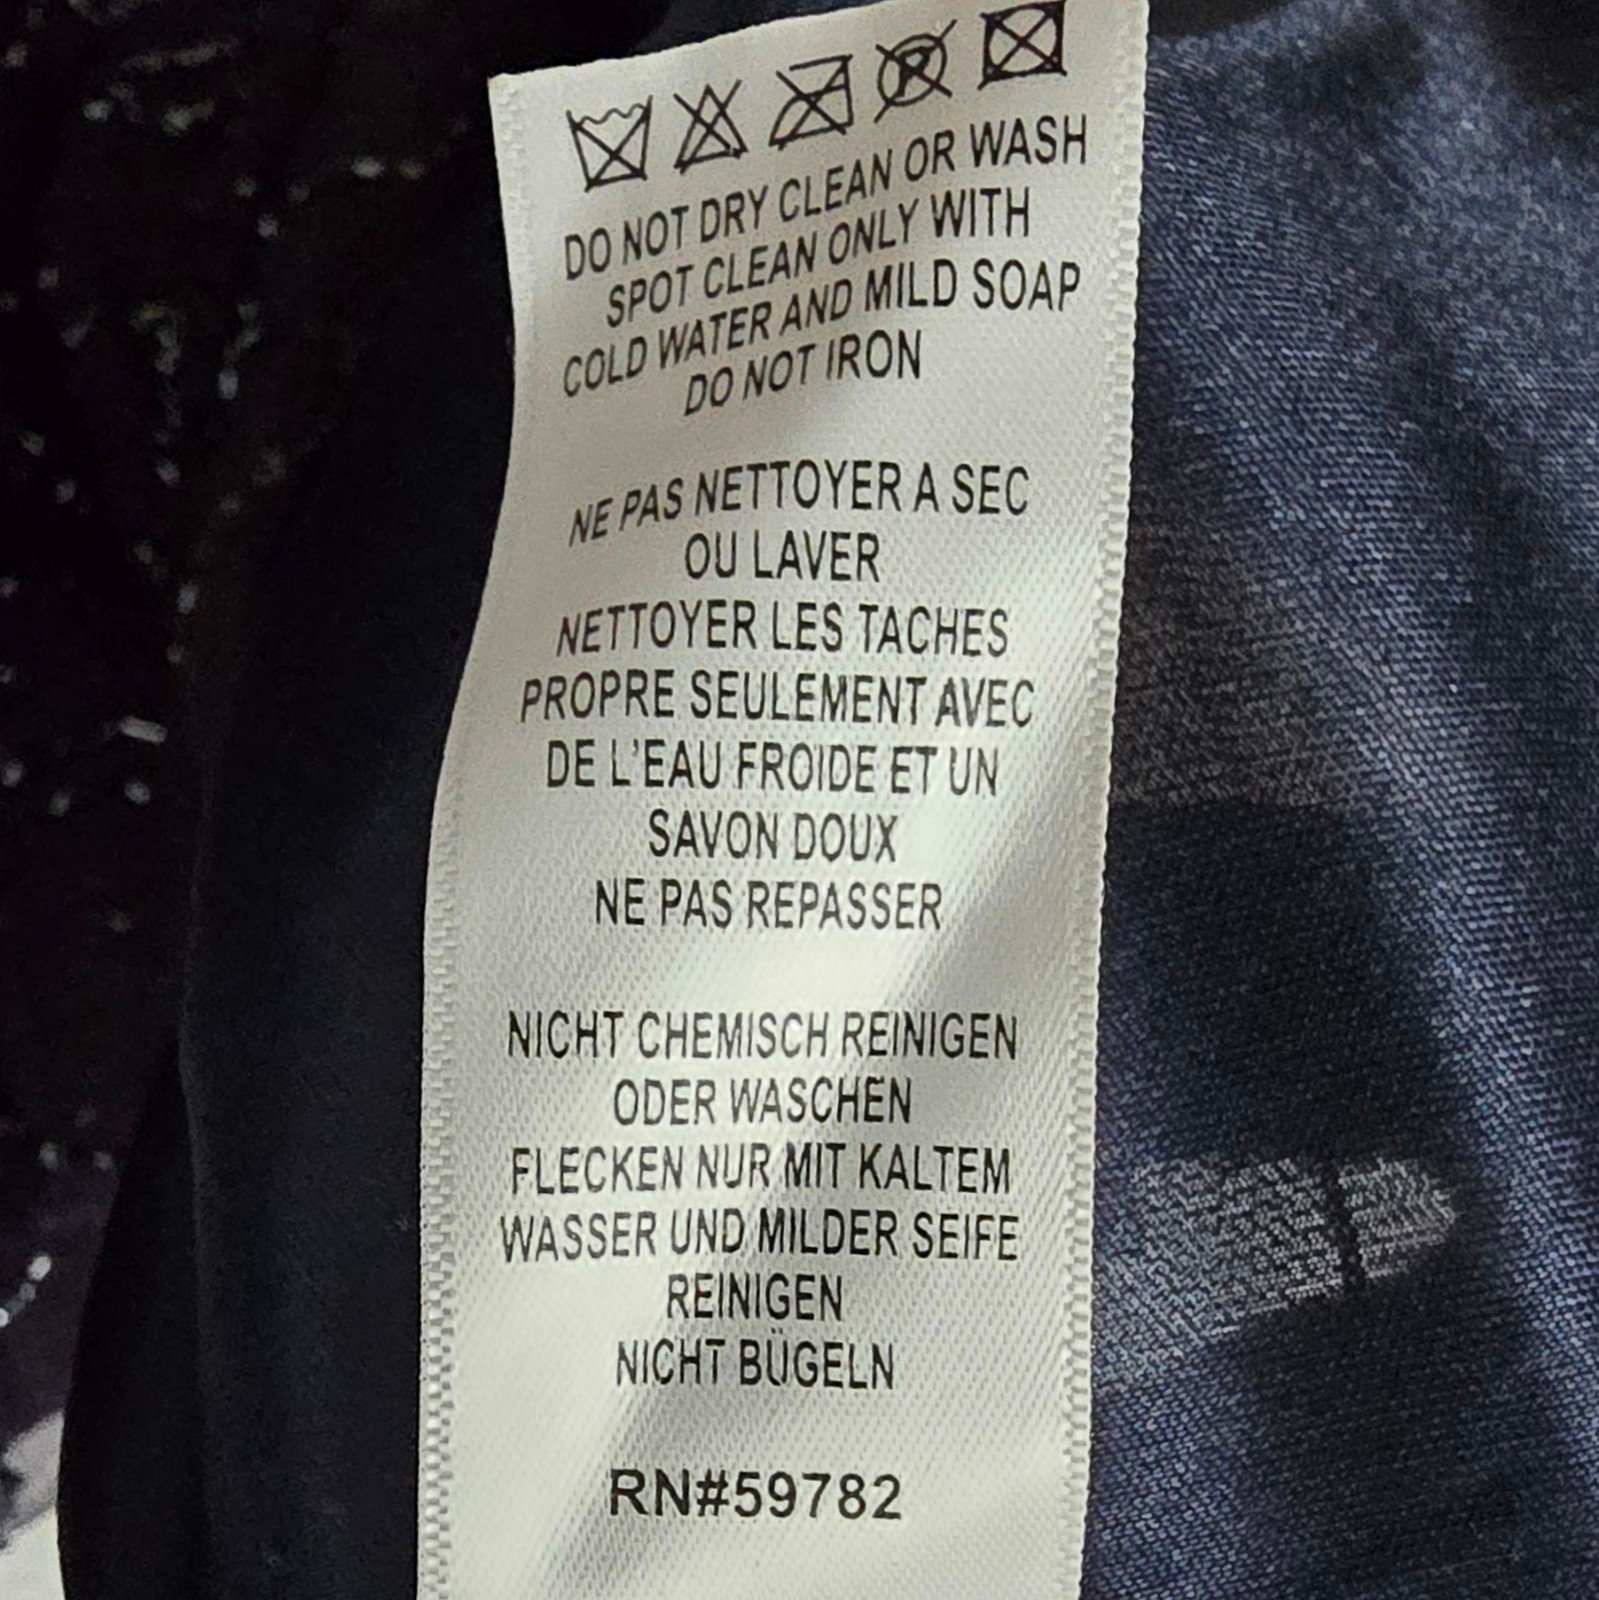 DO NOT DRY CLEAN OR WASH
SPOT CLEAN ONLY WITH
COLD WATER AND MILD SOAP
DO NOT IRON
NE PAS NETTOYER A SEC
OU LAVER
NETTOYER LES TACHES
PROPRE SEULEMENT AVEC
DE L'EAU FROIDE ET UN
SAVON DOUX
NE PAS REPASSER
NICHT CHEMISCH REINIGEN
ODER WASCHEN
FLECKEN NUR MIT KALTEM
WASSER UND MILDER SEIFE
REINIGEN
NICHT BÜGELN
RN#59782